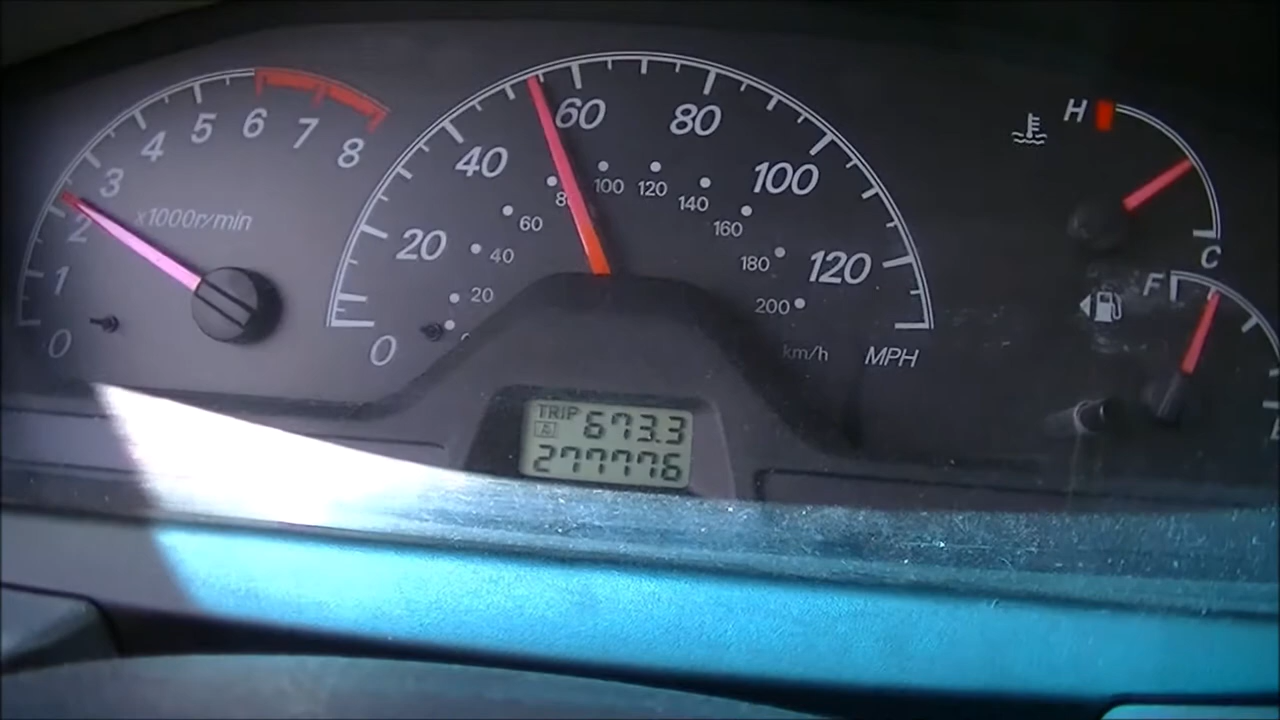 0 1 2 3 4 5 6 7 8
x1000r/min
0 20 40 60 80 100 120
MPH
20 40 60 100 120 140 160 180 200
km/h
H
C
F
TRIP A 673.3
277776